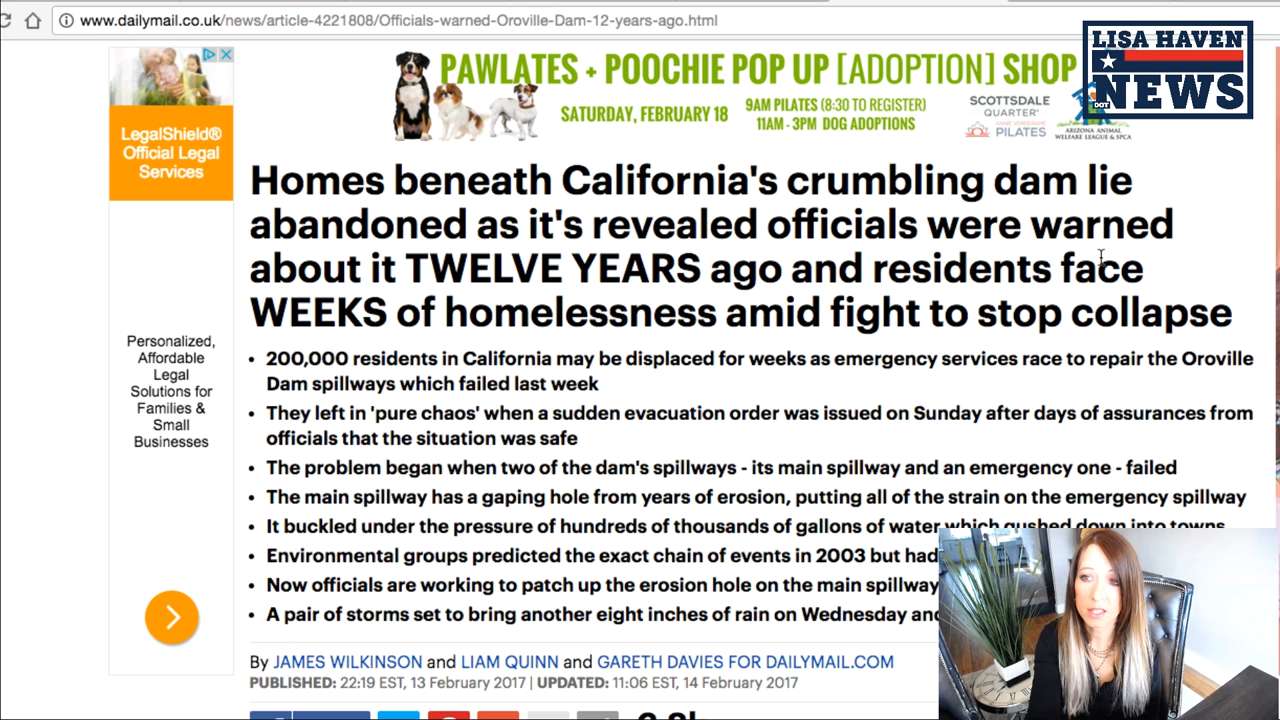 www.dailymail.co.uk/news/article-4221808/Officials-warned-Oroville-Dam-12-years-ago.html
LISA HAVEN
DOT NEWS
PAWLATES + POOCHIE POP UP [ADOPTION] SHOP
SATURDAY, FEBRUARY 18
9AM PILATES (8:30 TO REGISTER)
11AM - 3PM DOG ADOPTIONS
SCOTTSDALE
QUARTER
PILATES
ARIZONA ANIMAL
WELFARE LEAGUE & SPCA
LegalShield®
Official Legal
Services
Personalized,
Affordable
Legal
Solutions for
Families &
Small
Businesses
Homes beneath California's crumbling dam lie
abandoned as it's revealed officials were warned
about it TWELVE YEARS ago and residents face
WEEKS of homelessness amid fight to stop collapse
• 200,000 residents in California may be displaced for weeks as emergency services race to repair the Oroville
Dam spillways which failed last week
• They left in 'pure chaos' when a sudden evacuation order was issued on Sunday after days of assurances from
officials that the situation was safe
• The problem began when two of the dam's spillways - its main spillway and an emergency one - failed
• The main spillway has a gaping hole from years of erosion, putting all of the strain on the emergency spillway
• It buckled under the pressure of hundreds of thousands of gallons of water which gushed down into towns
• Environmental groups predicted the exact chain of events in 2003 but had
• Now officials are working to patch up the erosion hole on the main spillway
• A pair of storms set to bring another eight inches of rain on Wednesday and
By JAMES WILKINSON and LIAM QUINN and GARETH DAVIES FOR DAILYMAIL.COM
PUBLISHED: 22:19 EST, 13 February 2017 | UPDATED: 11:06 EST, 14 February 2017